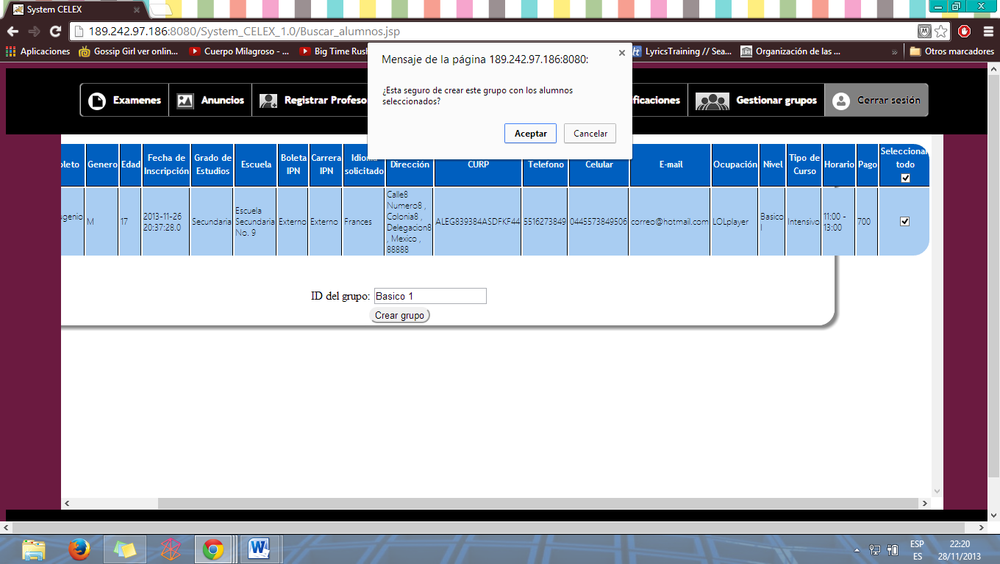 System CELEX
189.242.97.186:8080/System_CELEX_1.0/Buscar_alumnos.jsp
Aplicaciones
Gossip Girl ver onlin...
Cuerpo Milagroso - ...
Big Time Rus
LyricsTraining // Sea...
Organización de las ...
»
Otros marcadores
Mensaje de la página 189.242.97.186:8080:
¿Esta seguro de crear este grupo con los alumnos
seleccionados?
Aceptar
Cancelar
Examenes
Anuncios
Registrar Profeso
ificaciones
Gestionar grupos
Cerrar sesión
pleto
Genero
Edad
Fecha de
Inscripción
Grado de
Estudios
Escuela
Boleta
IPN
Carrera
IPN
Idioma
solicitado
Dirección
CURP
Telefono
Celular
E-mail
Ocupación
Nivel
Tipo de
Curso
Horario
Pago
Seleccionar
todo
ugenio
M
17
2013-11-26
20:37:28.0
Secundaria
Escuela
Secundaria
No. 9
Externo
Externo
Frances
Calle8
Numero8 ,
Colonia8 ,
Delegacion8
, Mexico ,
88888
ALEG839384ASDFKF44
5516273849
0445573849506
correo@hotmail.com
LOLplayer
Basico
I
Intensivo
11:00 -
13:00
700
ID del grupo: Basico 1
Crear grupo
ESP
ES
22:20
28/11/2013